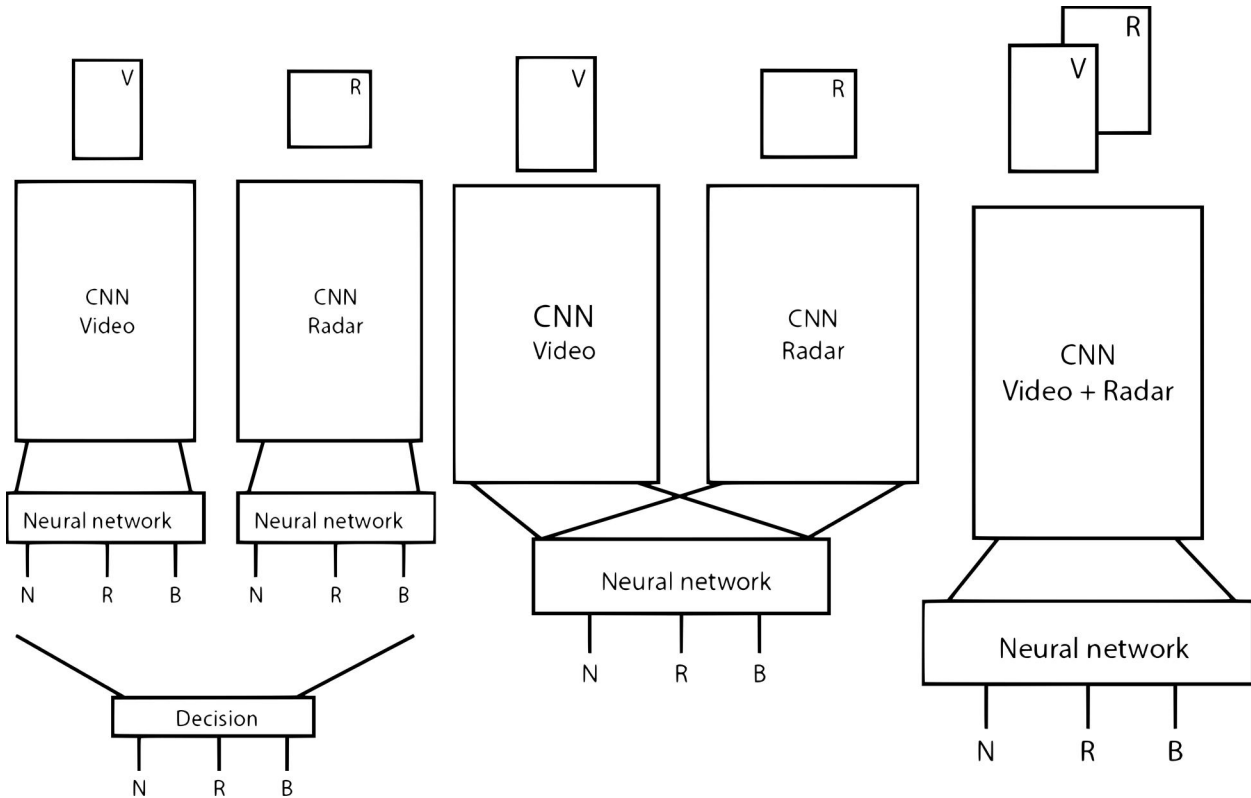 V
R
CNN
Video
CNN
Radar
Neural network
Neural network
N R B
N R B
Decision
N R B
V
R
CNN
Video
CNN
Radar
Neural network
N R B
R
V
CNN
Video + Radar
Neural network
N R B